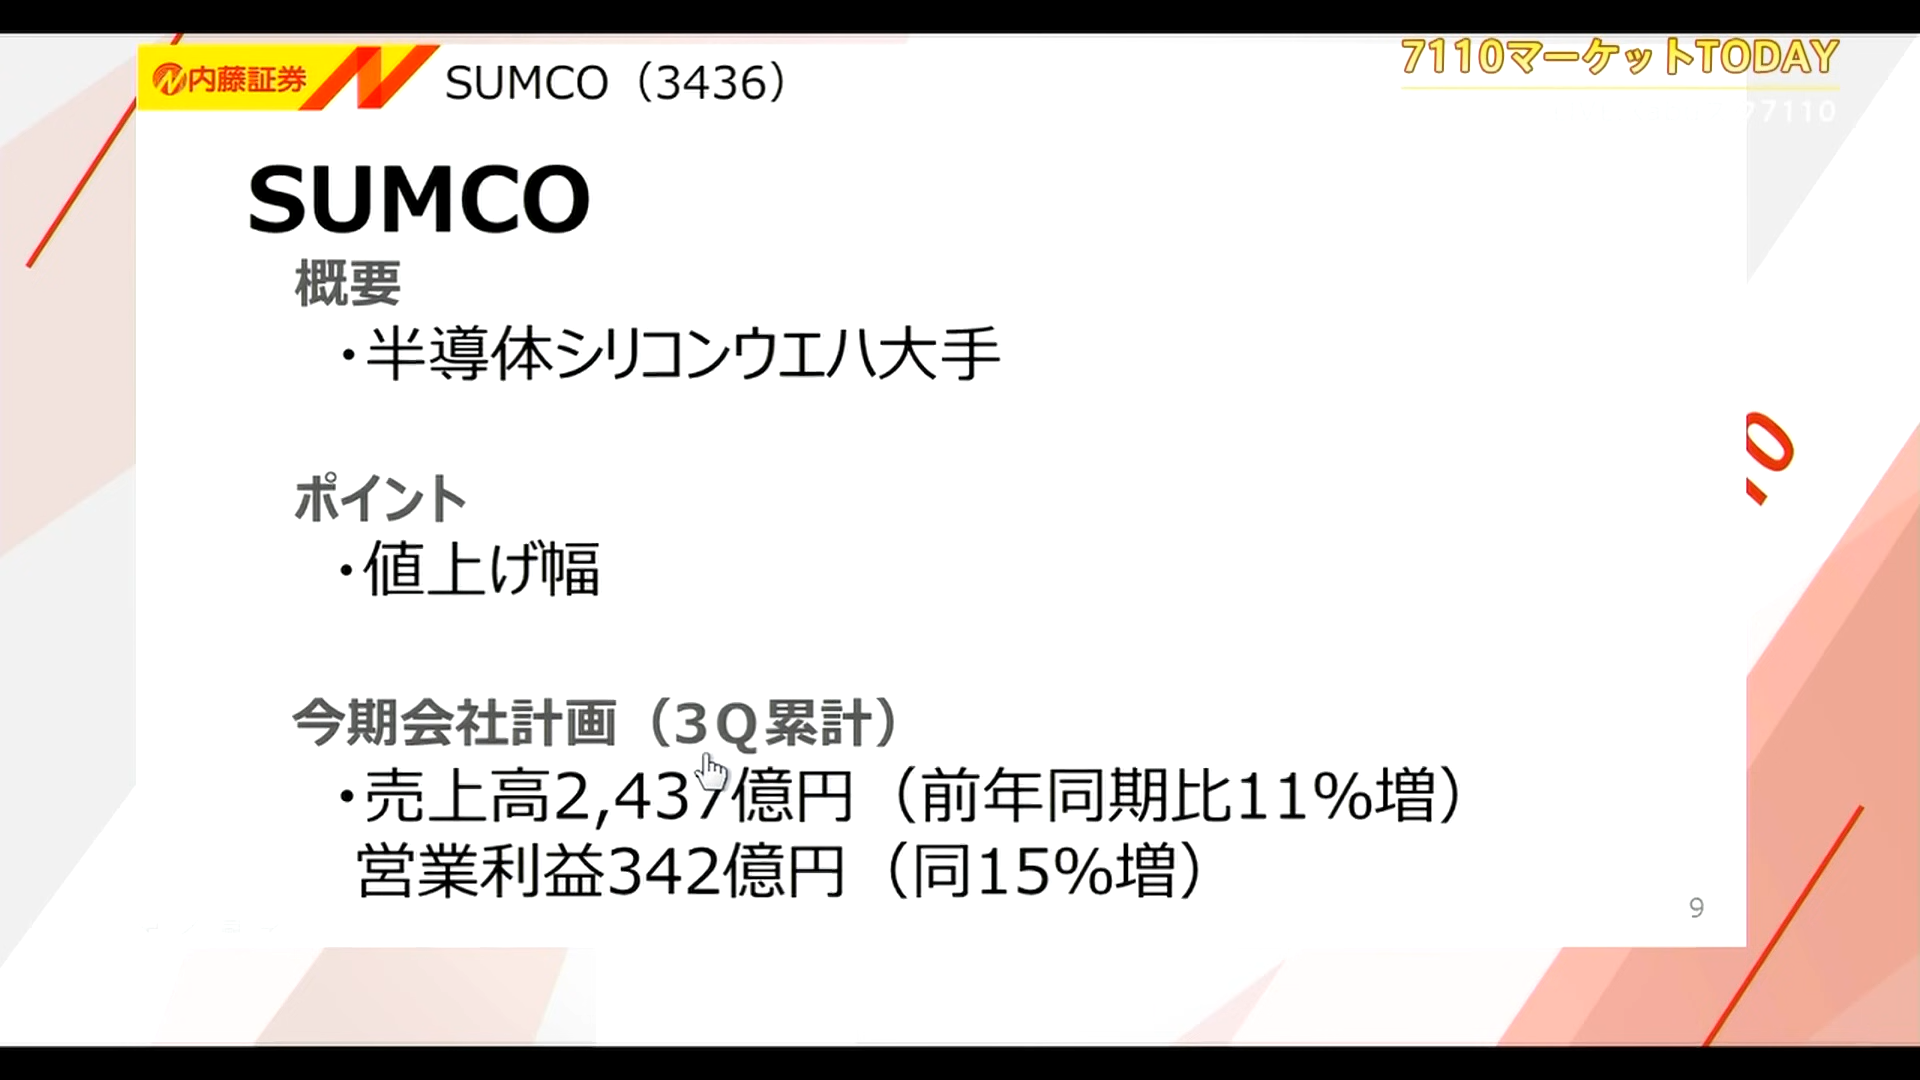 内藤証券
SUMCO（3436）
7110マーケットTODAY
77110
SUMCO
概要
・半導体シリコンウエハ大手
ポイント
・値上げ幅
今期会社計画（3Q累計）
・売上高2,437億円（前年同期比11%増）
営業利益342億円（同15%増）
9
10